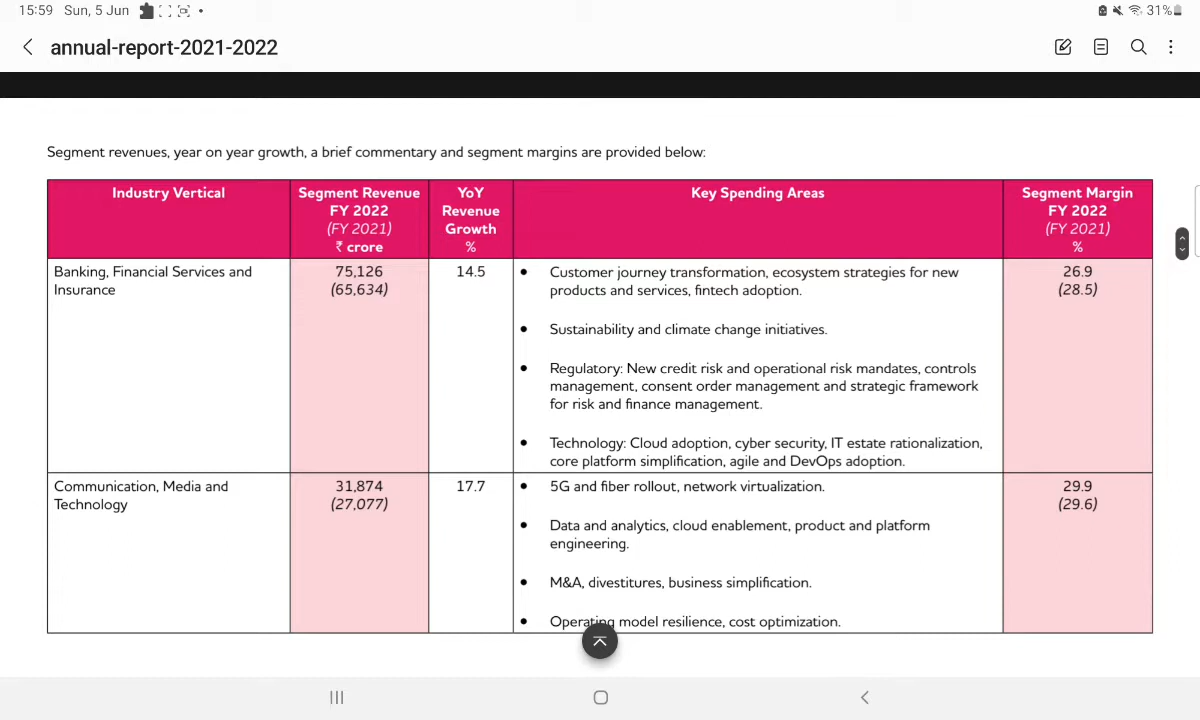 15:59 Sun, 5 Jun
31%
annual-report-2021-2022
Segment revenues, year on year growth, a brief commentary and segment margins are provided below:
Industry Vertical
Segment Revenue
FY 2022
(FY 2021)
₹ crore
YoY
Revenue
Growth
%
Key Spending Areas
Segment Margin
FY 2022
(FY 2021)
%
Banking, Financial Services and
Insurance
75,126
(65,634)
14.5
• Customer journey transformation, ecosystem strategies for new
products and services, fintech adoption.
• Sustainability and climate change initiatives.
• Regulatory: New credit risk and operational risk mandates, controls
management, consent order management and strategic framework
for risk and finance management.
• Technology: Cloud adoption, cyber security, IT estate rationalization,
core platform simplification, agile and DevOps adoption.
26.9
(28.5)
Communication, Media and
Technology
31,874
(27,077)
17.7
• 5G and fiber rollout, network virtualization.
• Data and analytics, cloud enablement, product and platform
engineering.
• M&A, divestitures, business simplification.
• Operating model resilience, cost optimization.
29.9
(29.6)